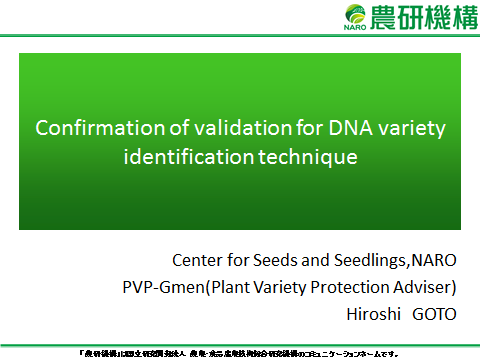 NARO
農研機構
Confirmation of validation for DNA variety
identification technique
Center for Seeds and Seedlings,NARO
PVP-Gmen(Plant Variety Protection Adviser)
Hiroshi GOTO
「農研機構」は国立研究開発法人 農業・食品産業技術総合研究機構のコミュニケーションネームです。